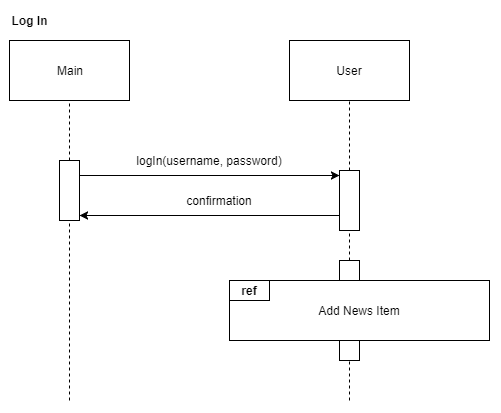 Log In
Main
User
logIn(username, password)
confirmation
ref
Add News Item